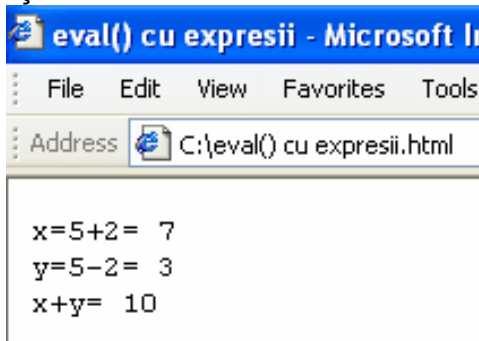 eval() cu expresii - Microsoft I
File Edit View Favorites Tools
Address C:\eval() cu expresii.html
x=5+2= 7
y=5-2= 3
x+y= 10